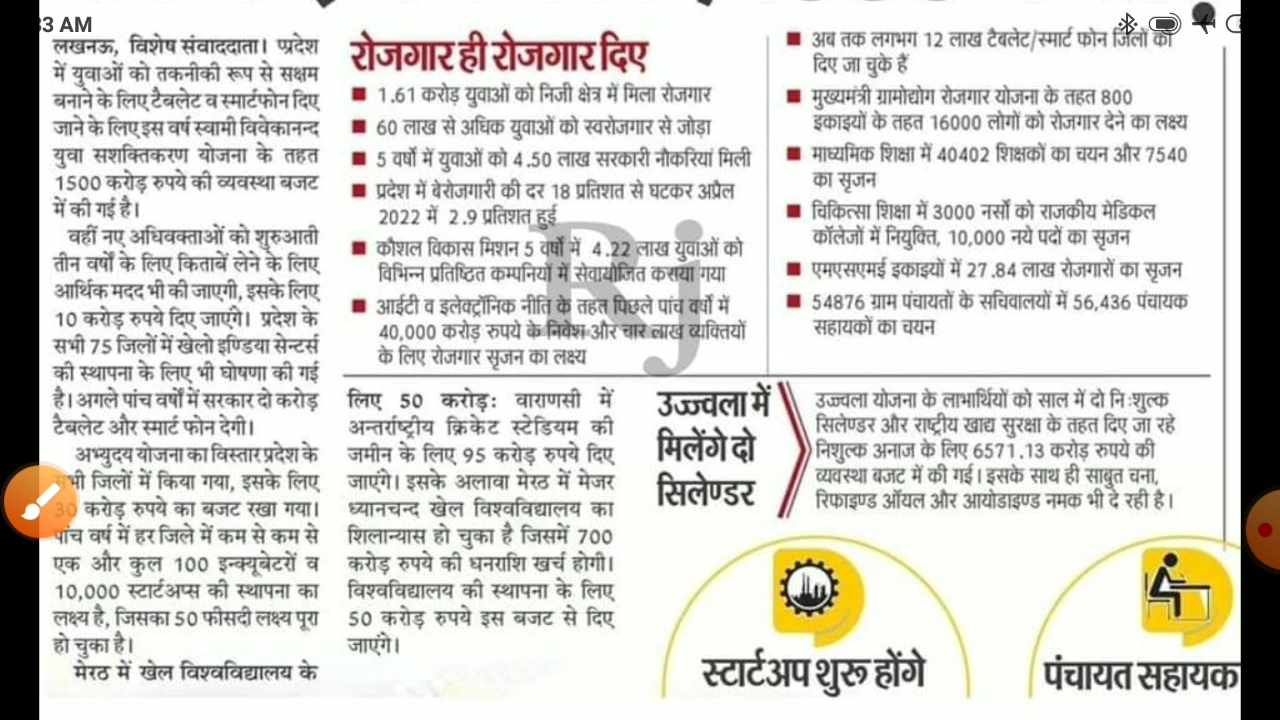 33 AM
लखनऊ, विशेष संवाददाता। प्रदेश
में युवाओं को तकनीकी रूप से सक्षम
बनाने के लिए टैबलेट व स्मार्टफोन दिए
जाने के लिए इस वर्ष स्वामी विवेकानन्द
युवा सशक्तिकरण योजना के तहत
1500 करोड़ रुपये की व्यवस्था बजट
में की गई है।
वहीं नए अधिवक्ताओं को शुरुआती
तीन वर्षों के लिए किताबें लेने के लिए
आर्थिक मदद भी की जाएगी, इसके लिए
10 करोड़ रुपये दिए जाएंगे। प्रदेश के
सभी 75 जिलों में खेलो इण्डिया सेन्टर्स
की स्थापना के लिए भी घोषणा की गई
है। अगले पांच वर्षों में सरकार दो करोड़
टैबलेट और स्मार्ट फोन देगी।
अभ्युदय योजना का विस्तार प्रदेश के
सभी जिलों में किया गया, इसके लिए
30 करोड़ रुपये का बजट रखा गया।
पांच वर्ष में हर जिले में कम से कम से
एक और कुल 100 इन्क्यूबेटरों व
10,000 स्टार्टअप्स की स्थापना का
लक्ष्य है, जिसका 50 फीसदी लक्ष्य पूरा
हो चुका है।
मेरठ में खेल विश्वविद्यालय के
लिए 50 करोड़: वाराणसी में
अन्तर्राष्ट्रीय क्रिकेट स्टेडियम की
जमीन के लिए 95 करोड़ रुपये दिए
जाएंगे। इसके अलावा मेरठ में मेजर
ध्यानचन्द खेल विश्वविद्यालय का
शिलान्यास हो चुका है जिसमें 700
करोड़ रुपये की धनराशि खर्च होगी।
विश्वविद्यालय की स्थापना के लिए
50 करोड़ रुपये इस बजट से दिए
जाएंगे।
रोजगार ही रोजगार दिए
1.61 करोड़ युवाओं को निजी क्षेत्र में मिला रोजगार
60 लाख से अधिक युवाओं को स्वरोजगार से जोड़ा
5 वर्षों में युवाओं को 4.50 लाख सरकारी नौकरियां मिली
प्रदेश में बेरोजगारी की दर 18 प्रतिशत से घटकर अप्रैल
2022 में 2.9 प्रतिशत हुई
कौशल विकास मिशन 5 वर्षों में 4.22 लाख युवाओं को
विभिन्न प्रतिष्ठित कम्पनियों में सेवायोजित कराया गया
आईटी व इलेक्ट्रॉनिक नीति के तहत पिछले पांच वर्षों में
40,000 करोड़ रुपये के निवेश और चार लाख व्यक्तियों
के लिए रोजगार सृजन का लक्ष्य
अब तक लगभग 12 लाख टैबलेट/स्मार्ट फोन जिलों को
दिए जा चुके हैं
मुख्यमंत्री ग्रामोद्योग रोजगार योजना के तहत 800
इकाइयों के तहत 16000 लोगों को रोजगार देने का लक्ष्य
माध्यमिक शिक्षा में 40402 शिक्षकों का चयन और 7540
का सृजन
चिकित्सा शिक्षा में 3000 नर्सों को राजकीय मेडिकल
कॉलेजों में नियुक्ति, 10,000 नये पदों का सृजन
एमएसएमई इकाइयों में 27.84 लाख रोजगारों का सृजन
54876 ग्राम पंचायतों के सचिवालयों में 56,436 पंचायक
सहायकों का चयन
Rj
उज्ज्वला में
मिलेंगे दो
सिलेण्डर
उज्ज्वला योजना के लाभार्थियों को साल में दो नि:शुल्क
सिलेण्डर और राष्ट्रीय खाद्य सुरक्षा के तहत दिए जा रहे
निशुल्क अनाज के लिए 6571.13 करोड़ रुपये की
व्यवस्था बजट में की गई। इसके साथ ही साबुत चना,
रिफाइण्ड ऑयल और आयोडाइण्ड नमक भी दे रही है।
स्टार्टअप शुरू होंगे
पंचायत सहायक